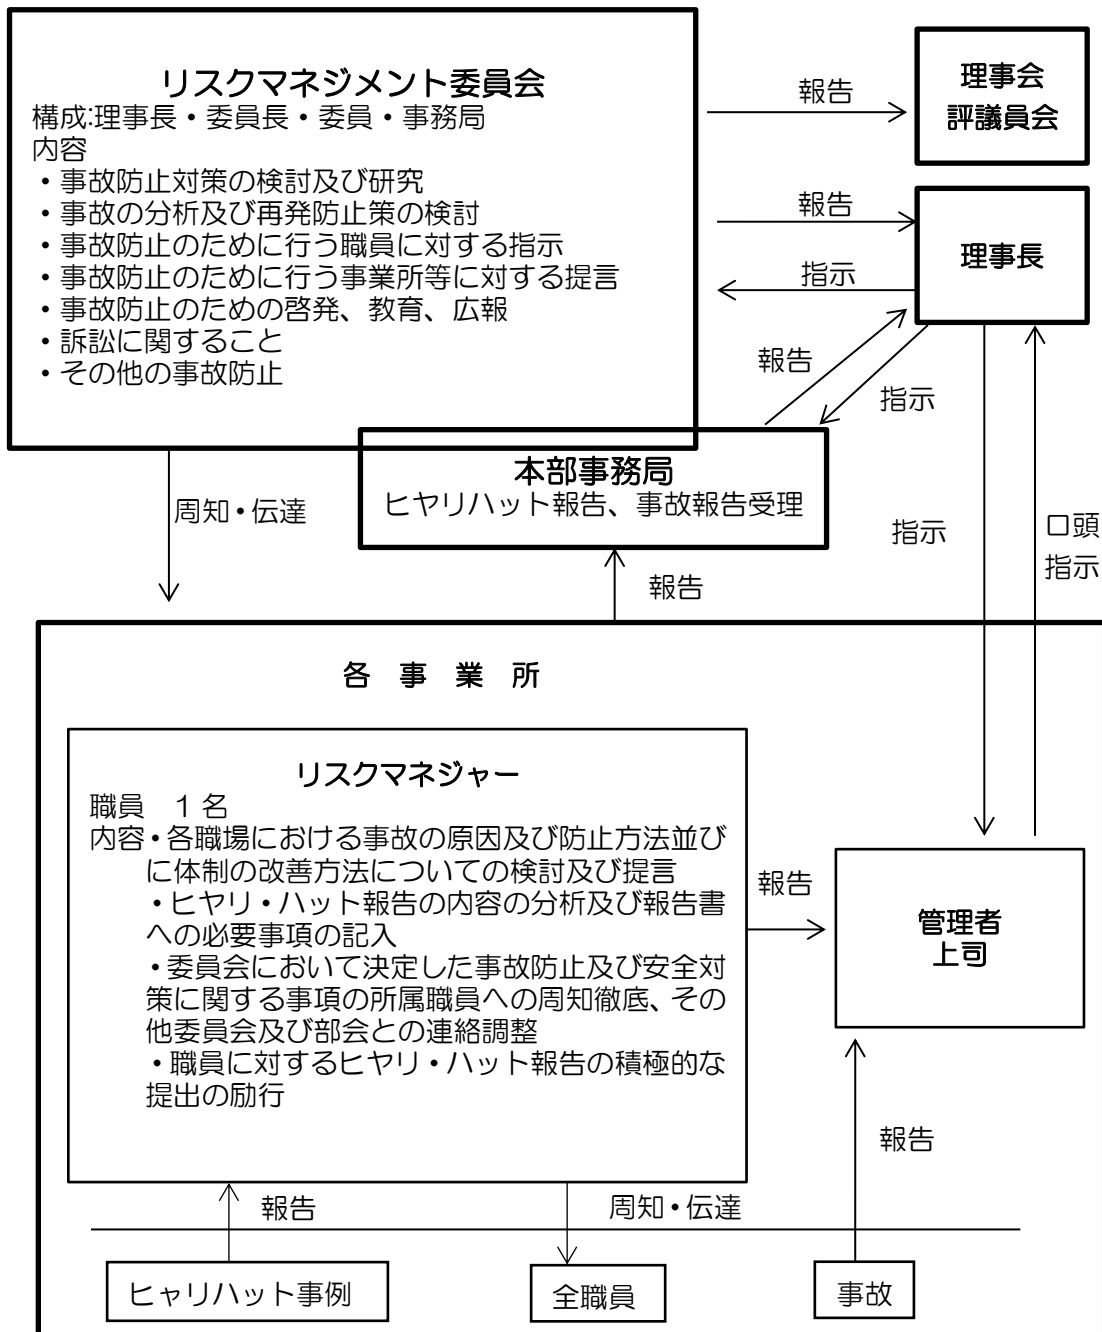 リスクマネジメント委員会
構成:理事長・委員長・委員・事務局
内容
・事故防止対策の検討及び研究
・事故の分析及び再発防止策の検討
・事故防止のために行う職員に対する指示
・事故防止のために行う事業所等に対する提言
・事故防止のための啓発、教育、広報
・訴訟に関すること
・その他の事故防止
報告
理事会
評議員会
報告
指示
理事長
報告
指示
本部事務局
ヒヤリハット報告、事故報告受理
周知・伝達
報告
指示
口頭
指示
各 事 業 所
リスクマネジャー
職員 1名
内容・各職場における事故の原因及び防止方法並び
に体制の改善方法についての検討及び提言
・ヒヤリ・ハット報告の内容の分析及び報告書
への必要事項の記入
・委員会において決定した事故防止及び安全対
策に関する事項の所属職員への周知徹底、その
他委員会及び部会との連絡調整
・職員に対するヒヤリ・ハット報告の積極的な
提出の励行
報告
管理者
上司
報告
報告
周知・伝達
ヒャリハット事例
全職員
事故